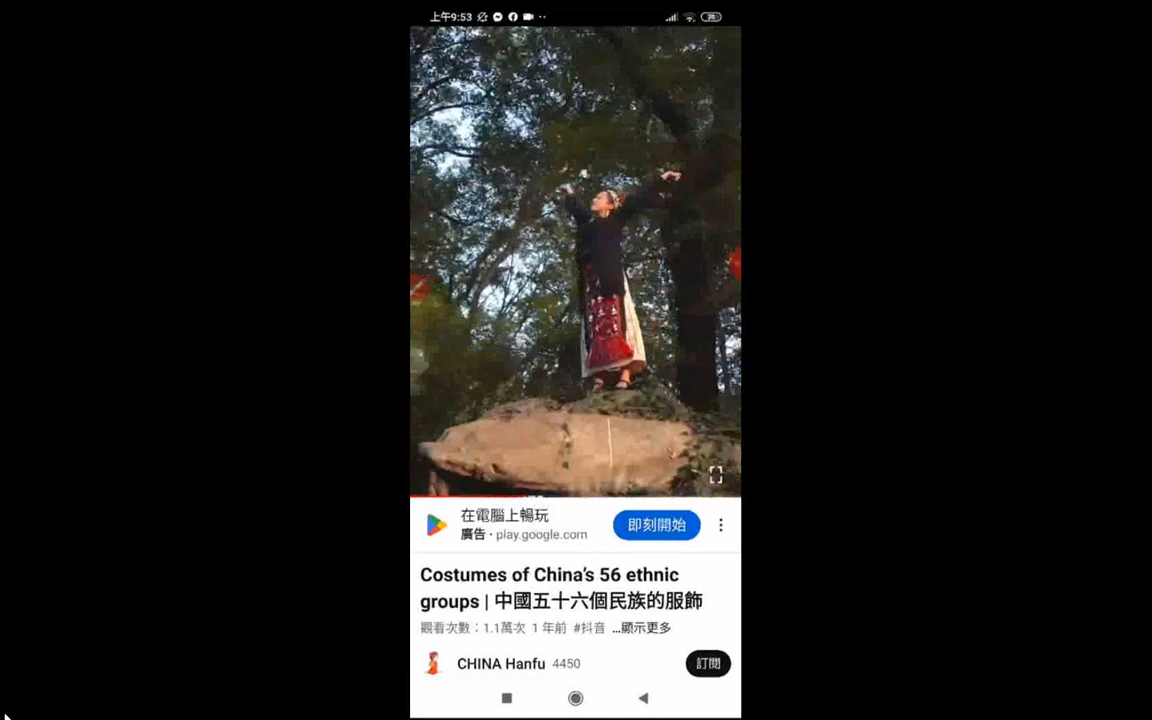 上午9:53
在電腦上暢玩
廣告 · play.google.com
即刻開始
Costumes of China's 56 ethnic
groups | 中國五十六個民族的服飾
觀看次數：1.1萬次 1 年前 #抖音 ...顯示更多
CHINA Hanfu 4450
訂閱